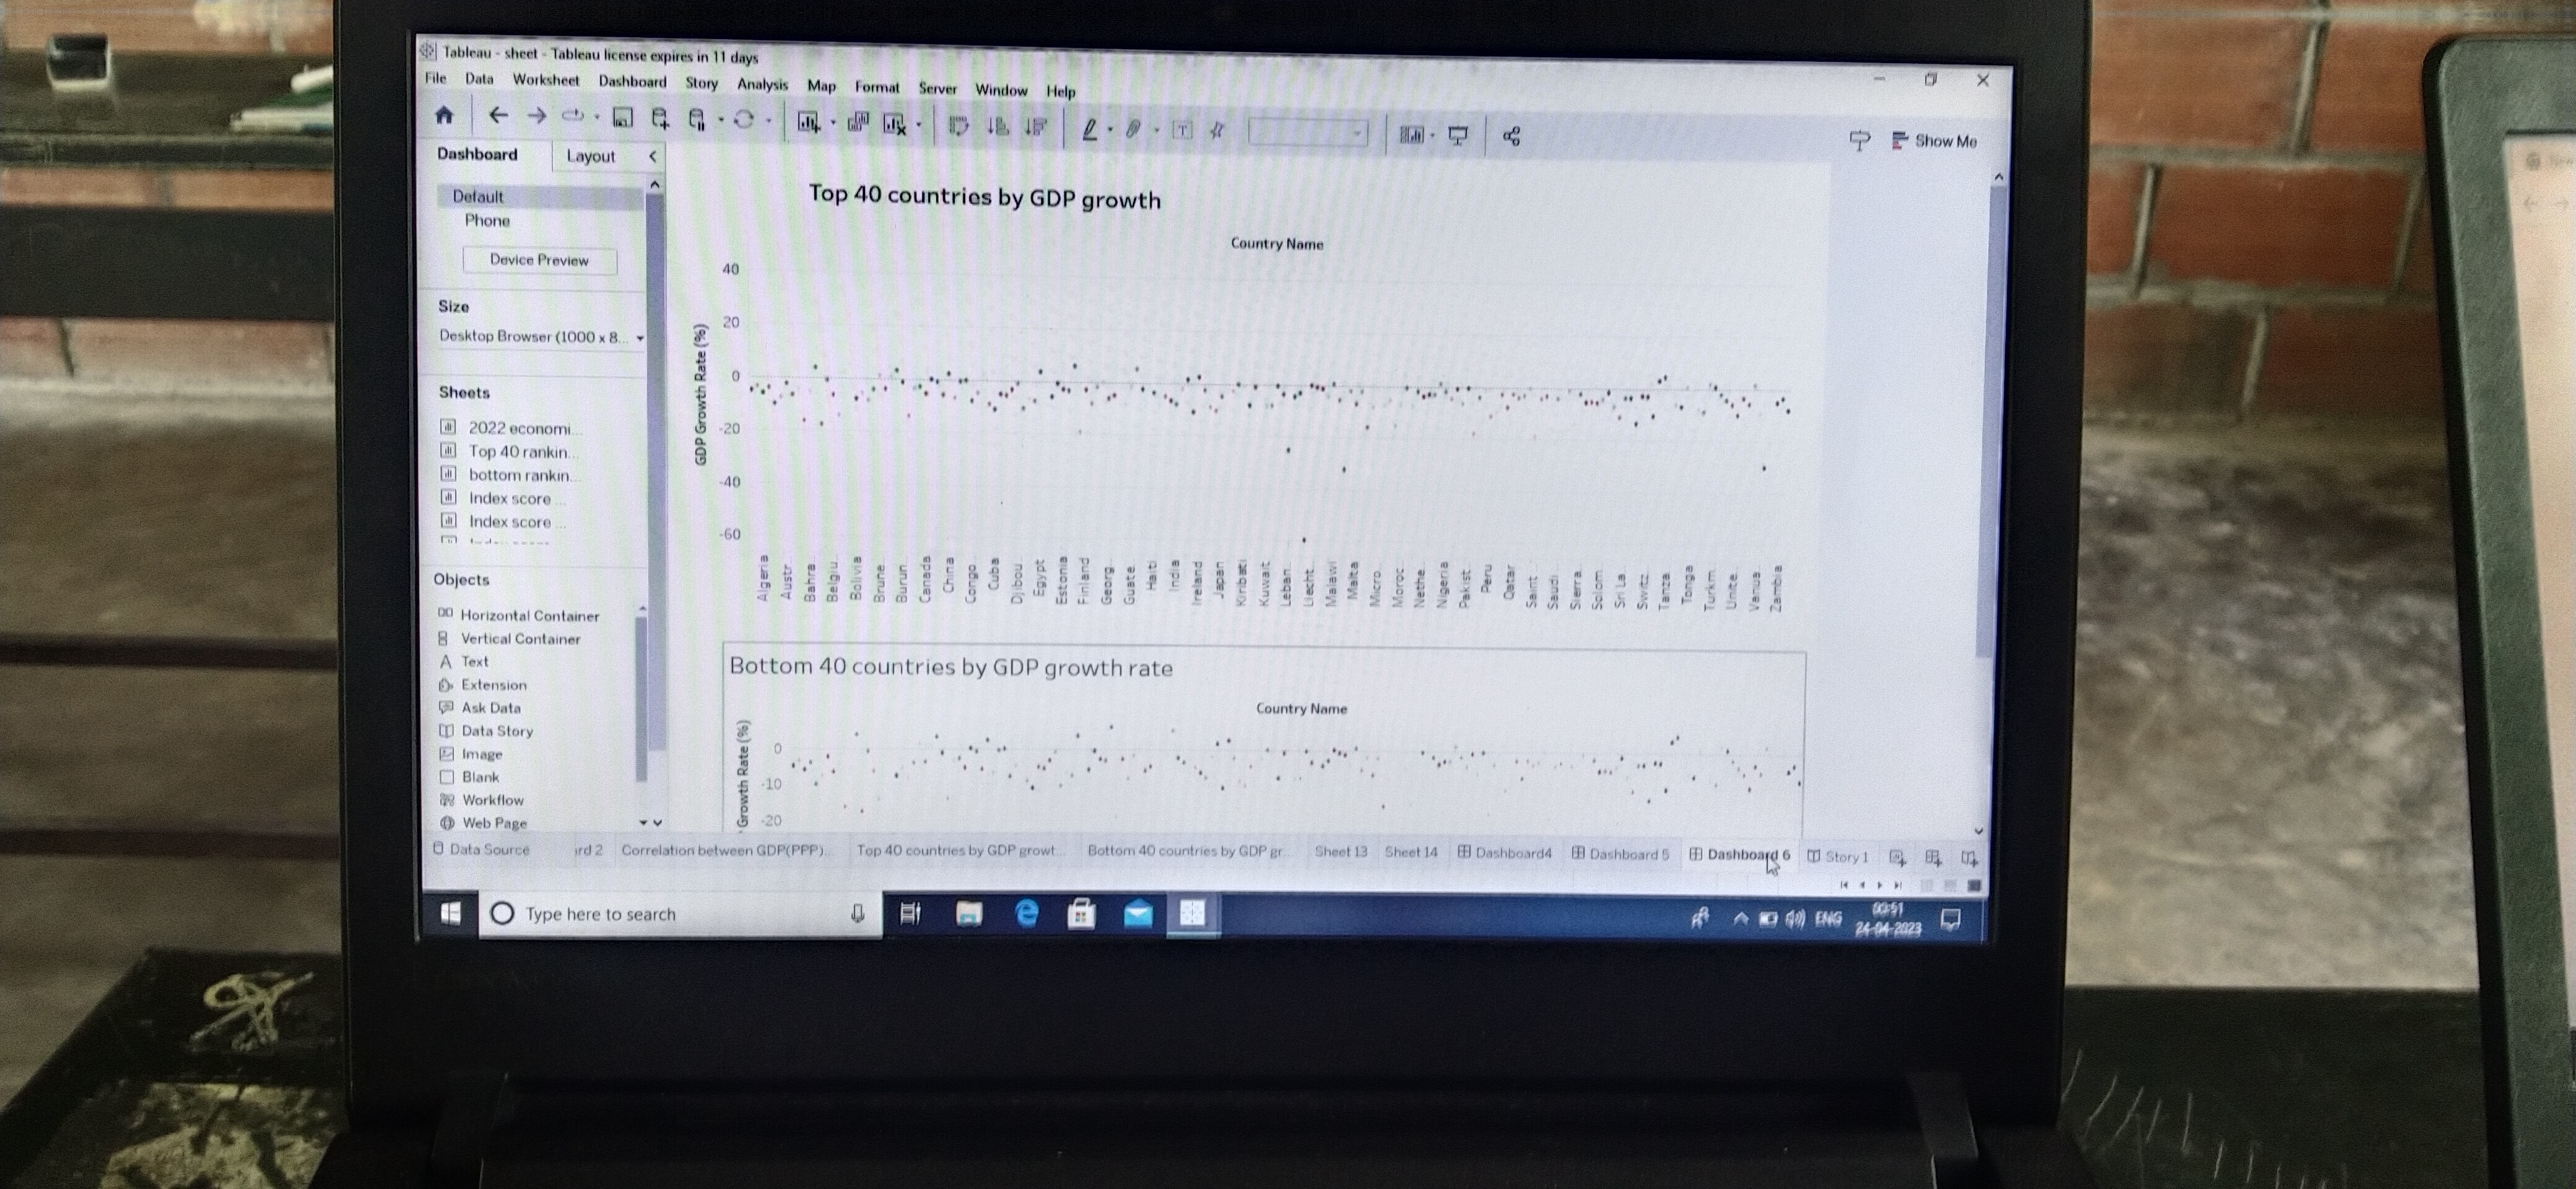 Tableau - sheet - Tableau license expires in 11 days
File Data Worksheet Dashboard Story Analysis Map Format Server Window Help
Show Me
Dashboard Layout
Default
Phone
Device Preview
Size
Desktop Browser (1000 x 8...
Sheets
2022 economi...
Top 40 rankin...
bottom rankin...
Index score ...
Index score ...
Objects
Horizontal Container
Vertical Container
Text
Extension
Ask Data
Data Story
Image
Blank
Workflow
Web Page
Top 40 countries by GDP growth
Country Name
GDP Growth Rate (%)
40
20
0
-20
-40
-60
Algeria Austr.. Bahra.. Belgiu.. Bolivia Brune.. Burun.. Canada China Congo.. Cuba Djibou.. Egypt Estonia Finland Georg.. Guate.. Haiti India Ireland Japan Kiribati Kuwait Leban.. Liecht.. Malawi Malta Micro.. Moroc.. Nethe.. Nigeria Pakist.. Peru Qatar Saint .. Saudi.. Sierra.. Solom.. Sri La.. Switz.. Tanza.. Tonga Turkm.. Unite.. Vanua.. Zambia
Bottom 40 countries by GDP growth rate
Country Name
Growth Rate (%)
0
-10
-20
Data Source rd 2 Correlation between GDP(PPP)... Top 40 countries by GDP growt... Bottom 40 countries by GDP gr... Sheet 13 Sheet 14 Dashboard4 Dashboard 5 Dashboard 6 Story 1
Type here to search
ENG
00:51
24-04-2023